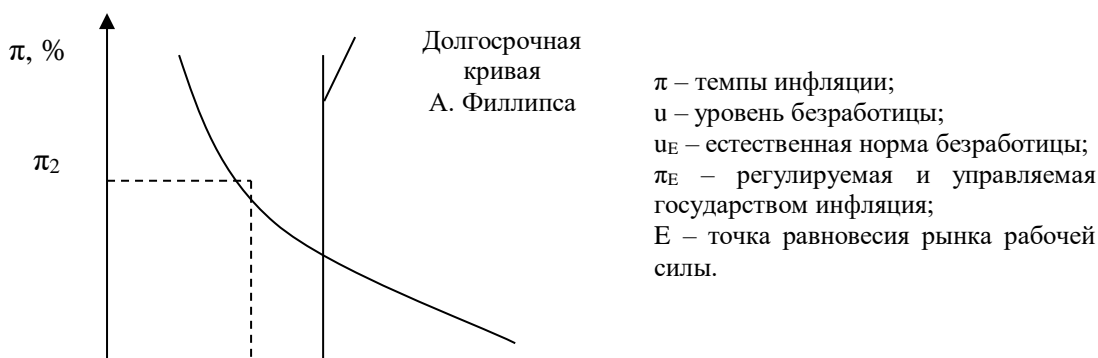 π, %
Долгосрочная
кривая
А. Филлипса
π2
π – темпы инфляции;
u – уровень безработицы;
uE – естественная норма безработицы;
πE – регулируемая и управляемая
государством инфляция;
E – точка равновесия рынка рабочей
силы.